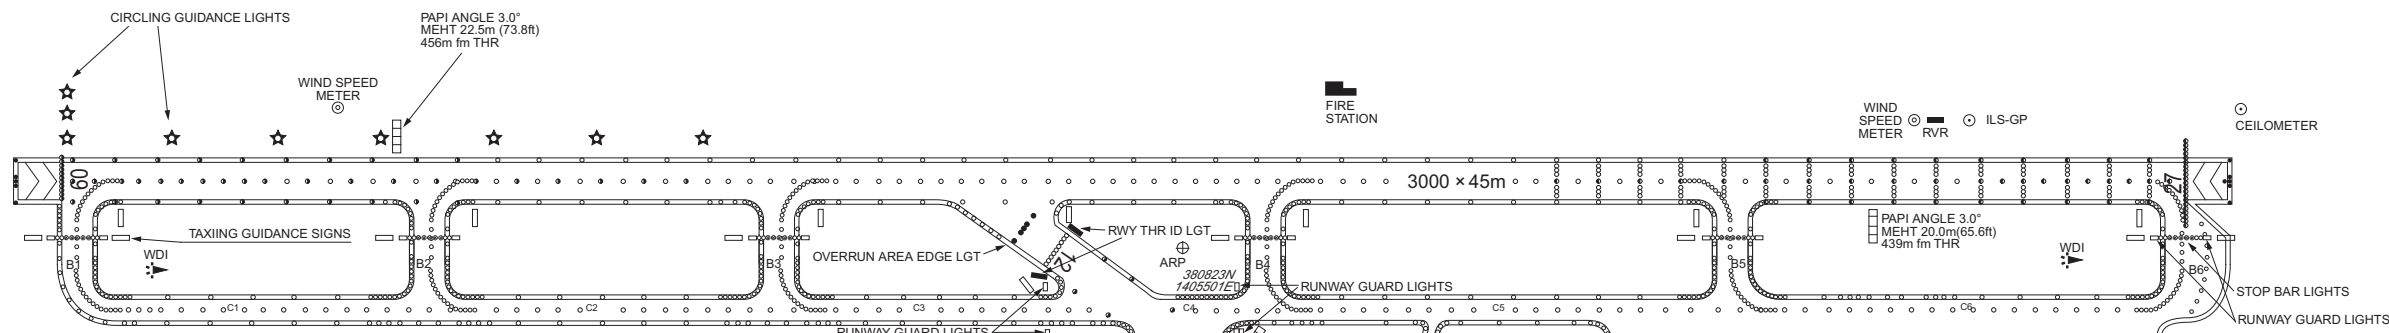 CIRCLING GUIDANCE LIGHTS
PAPI ANGLE 3.0°
MEHT 22.5m (73.8ft)
456m fm THR
WIND SPEED
METER
FIRE
STATION
WIND
SPEED
METER
RVR
ILS-GP
CEILOMETER
09
3000 × 45m
27
TAXIING GUIDANCE SIGNS
WDI
B1
B2
B3
OVERRUN AREA EDGE LGT
RWY THR ID LGT
12
ARP
380823N
1405501E
B4
B5
PAPI ANGLE 3.0°
MEHT 20.0m(65.6ft)
439m fm THR
WDI
B6
RUNWAY GUARD LIGHTS
STOP BAR LIGHTS
C1
C2
C3
C4
C5
C6
RUNWAY GUARD LIGHTS
RUNWAY GUARD LIGHTS